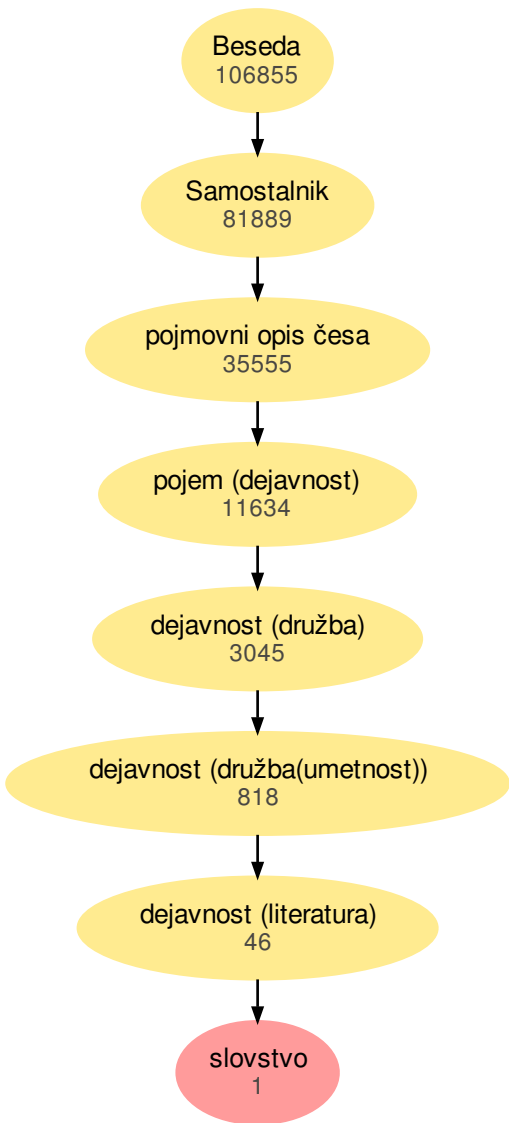 Beseda
106855
Samostalnik
81889
pojmovni opis česa
35555
pojem (dejavnost)
11634
dejavnost (družba)
3045
dejavnost (družba(umetnost))
818
dejavnost (literatura)
46
slovstvo
1